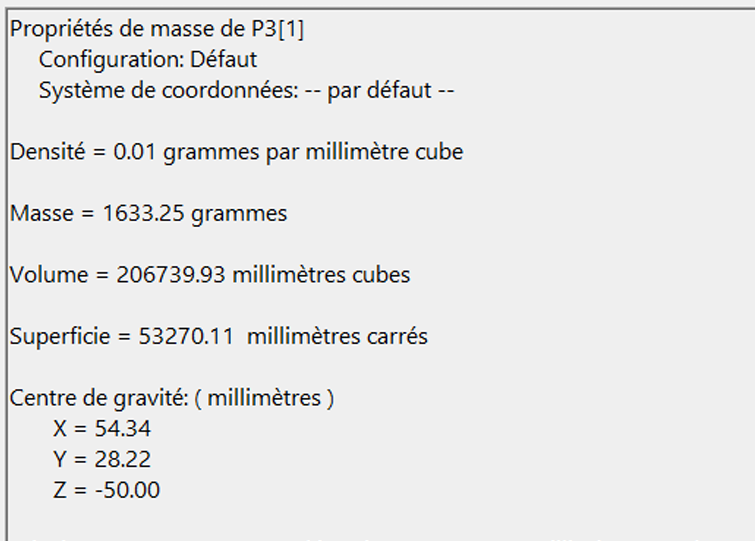 Propriétés de masse de P3[1]
Configuration: Défaut
Système de coordonnées: -- par défaut --
Densité = 0.01 grammes par millimètre cube
Masse = 1633.25 grammes
Volume = 206739.93 millimètres cubes
Superficie = 53270.11 millimètres carrés
Centre de gravité: ( millimètres )
X = 54.34
Y = 28.22
Z = -50.00